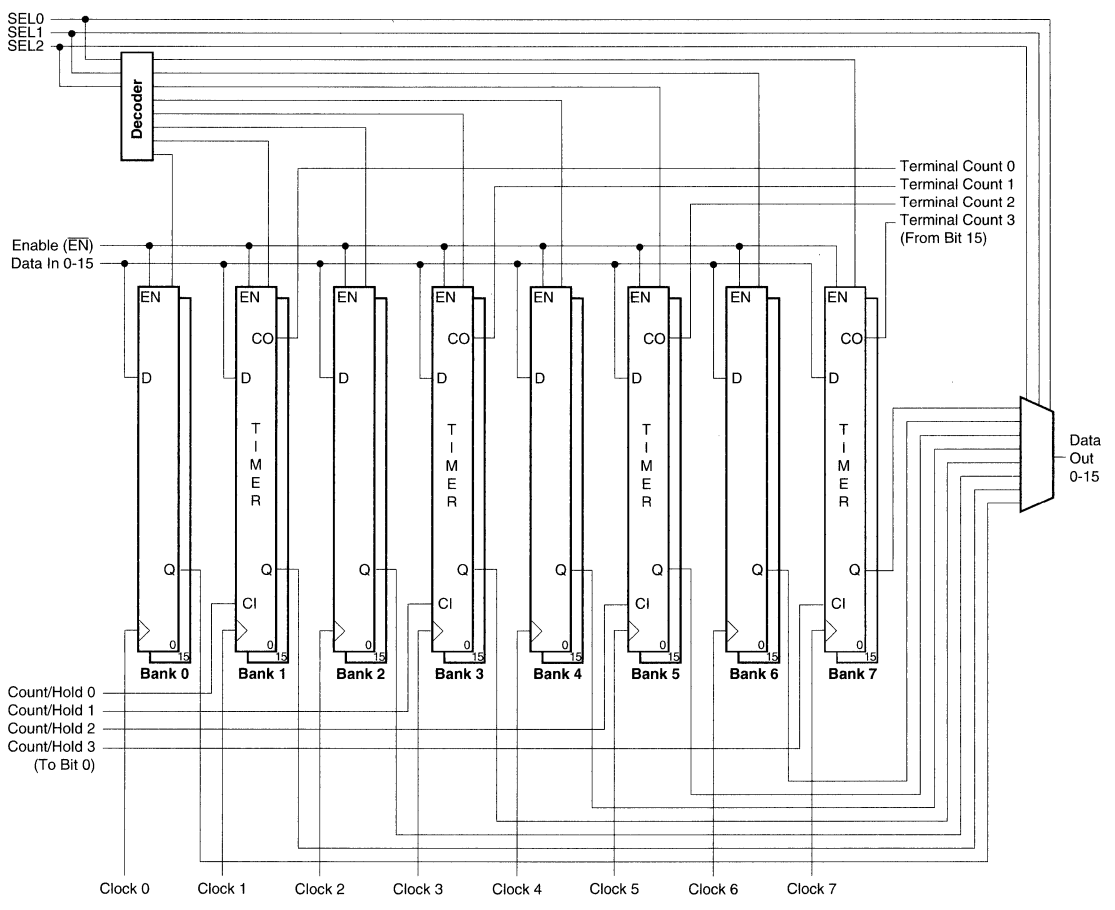 SEL0
SEL1
SEL2
Decoder
Terminal Count 0
Terminal Count 1
Terminal Count 2
Terminal Count 3
(From Bit 15)
Enable (EN)
Data In 0-15
EN EN EN EN EN EN EN EN
CO CO CO CO
D D D D D D D D
TIMER TIMER TIMER TIMER
Data
Out
0-15
Q Q Q Q Q Q Q Q
CI CI CI CI
0 0 0 0 0 0 0 0
15 15 15 15 15 15 15 15
Bank 0 Bank 1 Bank 2 Bank 3 Bank 4 Bank 5 Bank 6 Bank 7
Count/Hold 0
Count/Hold 1
Count/Hold 2
Count/Hold 3
(To Bit 0)
Clock 0 Clock 1 Clock 2 Clock 3 Clock 4 Clock 5 Clock 6 Clock 7